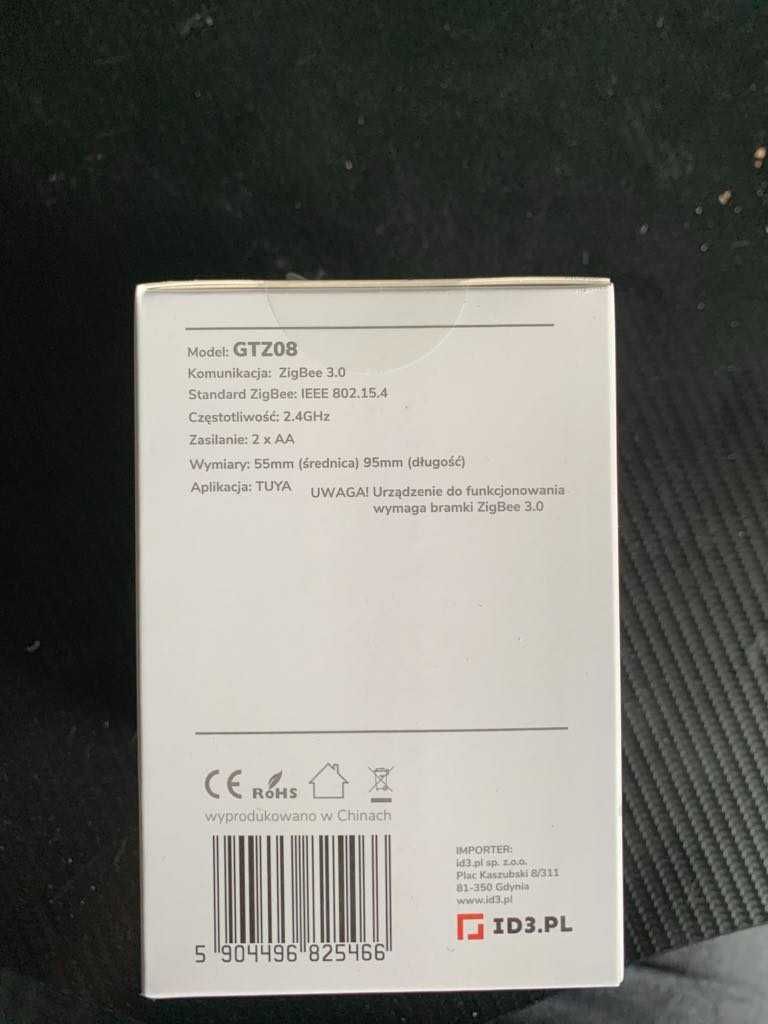 Model: GTZ08
Komunikacja: ZigBee 3.0
Standard ZigBee: IEEE 802.15.4
Częstotliwość: 2.4GHz
Zasilanie: 2 x AA
Wymiary: 55mm (średnica) 95mm (długość)
Aplikacja: TUYA
UWAGA! Urządzenie do funkcjonowania
wymaga bramki ZigBee 3.0
CE RoHS
wyprodukowano w Chinach
5 904496 825466
IMPORTER:
id3.pl sp. z.o.o.
Plac Kaszubski 8/311
81-350 Gdynia
www.id3.pl
ID3.PL